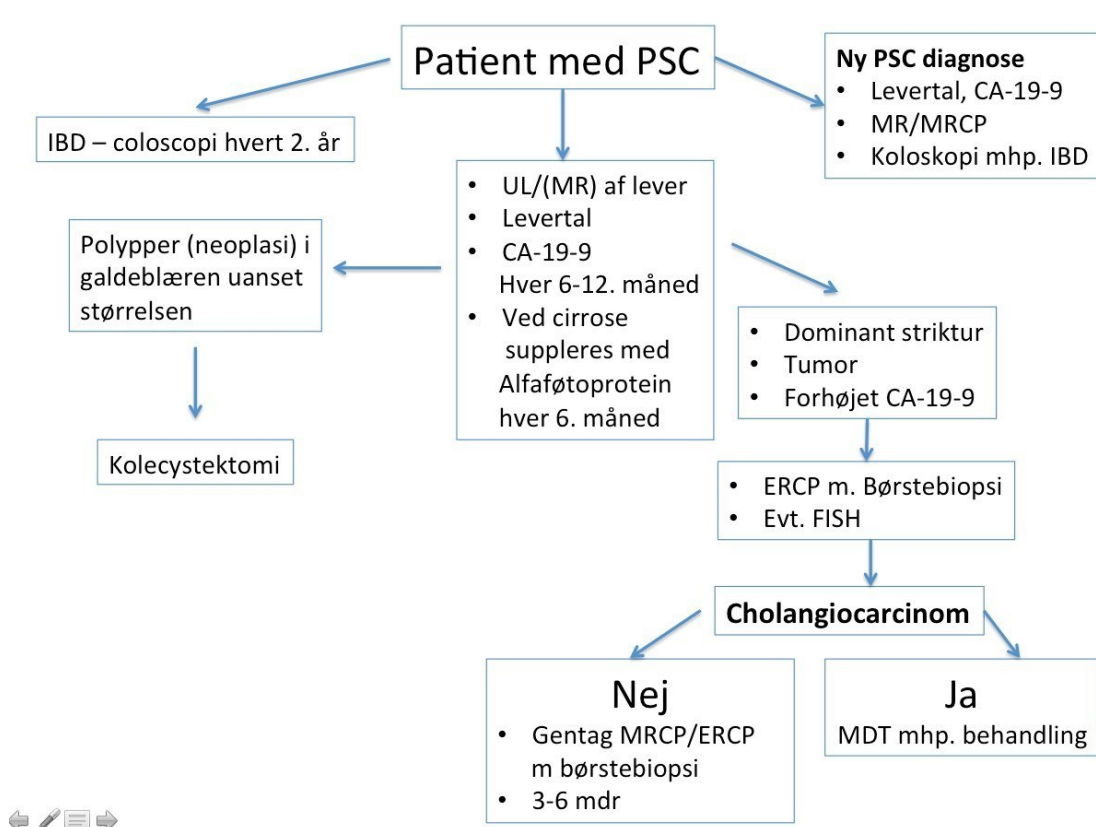 Patient med PSC
Ny PSC diagnose
• Levertal, CA-19-9
• MR/MRCP
• Koloskopi mhp. IBD
IBD – coloscopi hvert 2. år
• UL/(MR) af lever
• Levertal
• CA-19-9
Hver 6-12. måned
• Ved cirrose
suppleres med
Alfaføtoprotein
hver 6. måned
Polypper (neoplasi) i
galdeblæren uanset
størrelsen
Kolecystektomi
• Dominant striktur
• Tumor
• Forhøjet CA-19-9
• ERCP m. Børstebiopsi
• Evt. FISH
Cholangiocarcinom
Nej
• Gentag MRCP/ERCP
m børstebiopsi
• 3-6 mdr
Ja
MDT mhp. behandling